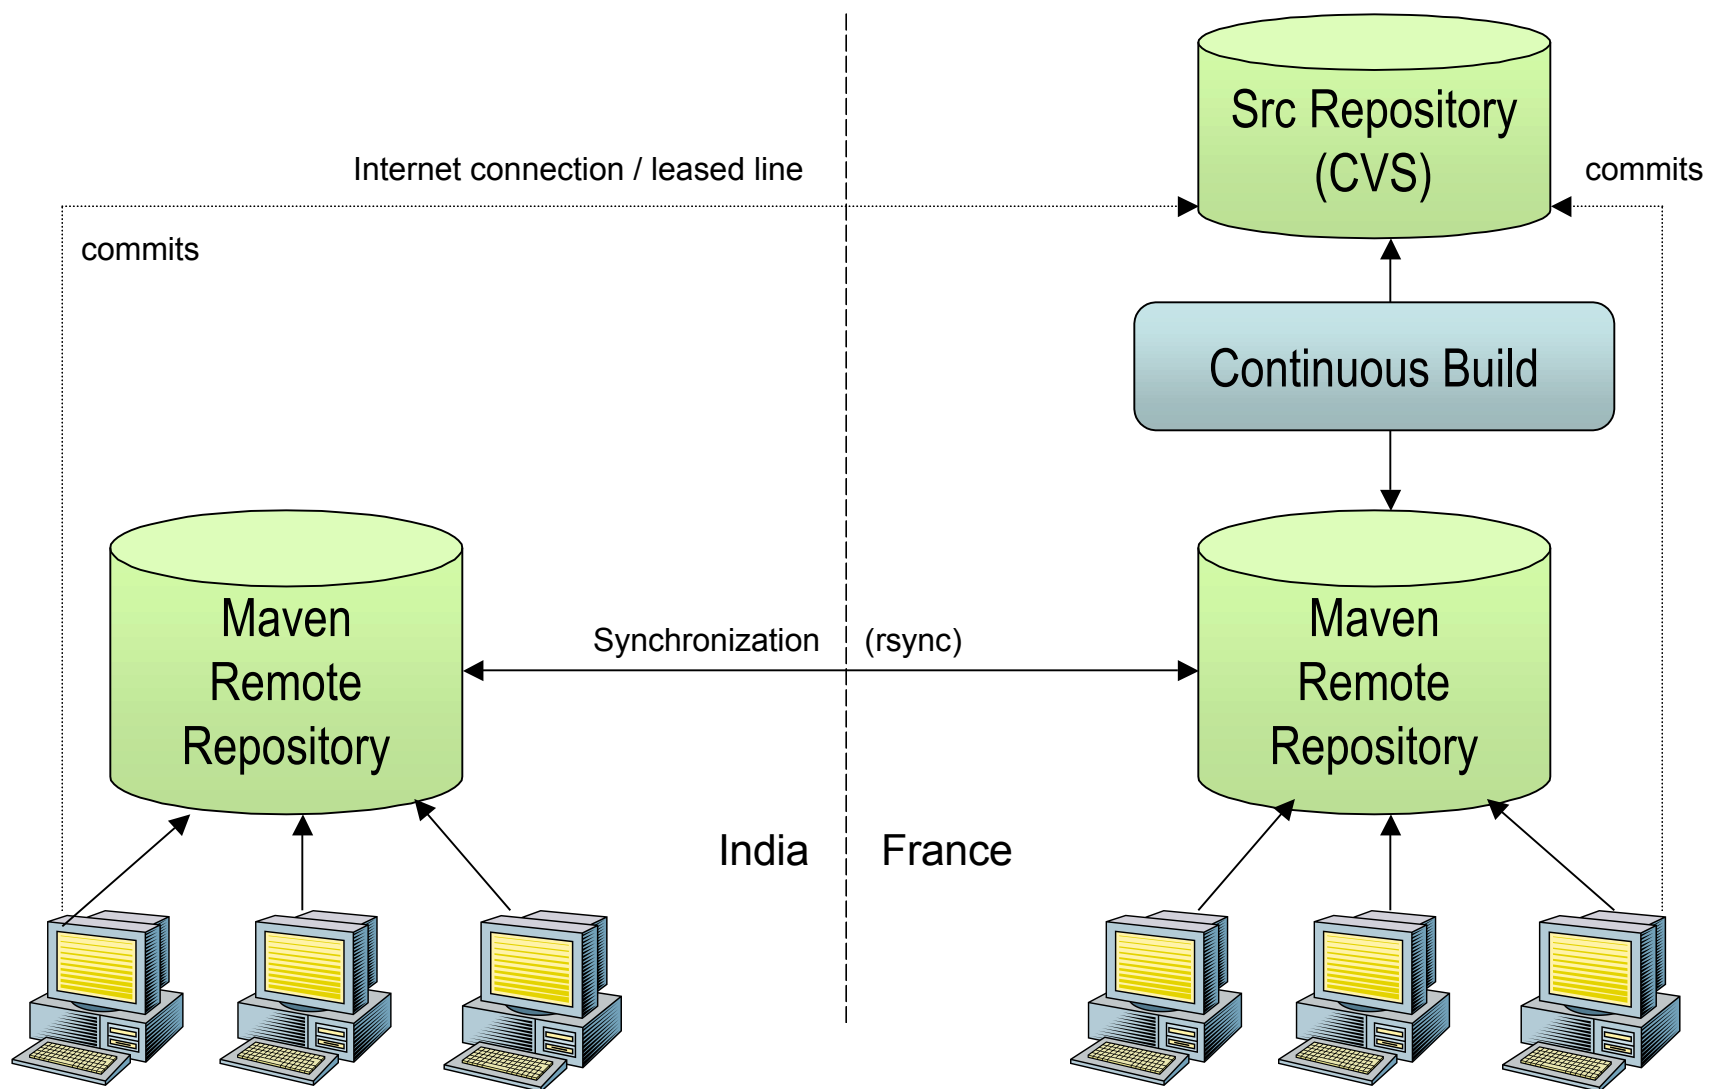 Src Repository
(CVS)
Internet connection / leased line
commits
commits
Continuous Build
Maven
Remote
Repository
Synchronization (rsync)
Maven
Remote
Repository
India
France